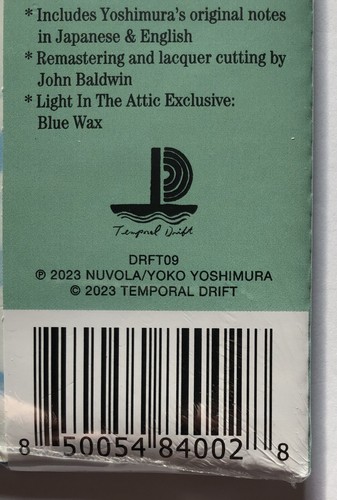 * Includes Yoshimura's original notes
in Japanese & English
* Remastering and lacquer cutting by
John Baldwin
* Light In The Attic Exclusive:
Blue Wax
Temporal Drift
DRFT09
℗ 2023 NUVOLA/YOKO YOSHIMURA
© 2023 TEMPORAL DRIFT
8 50054 84002 8